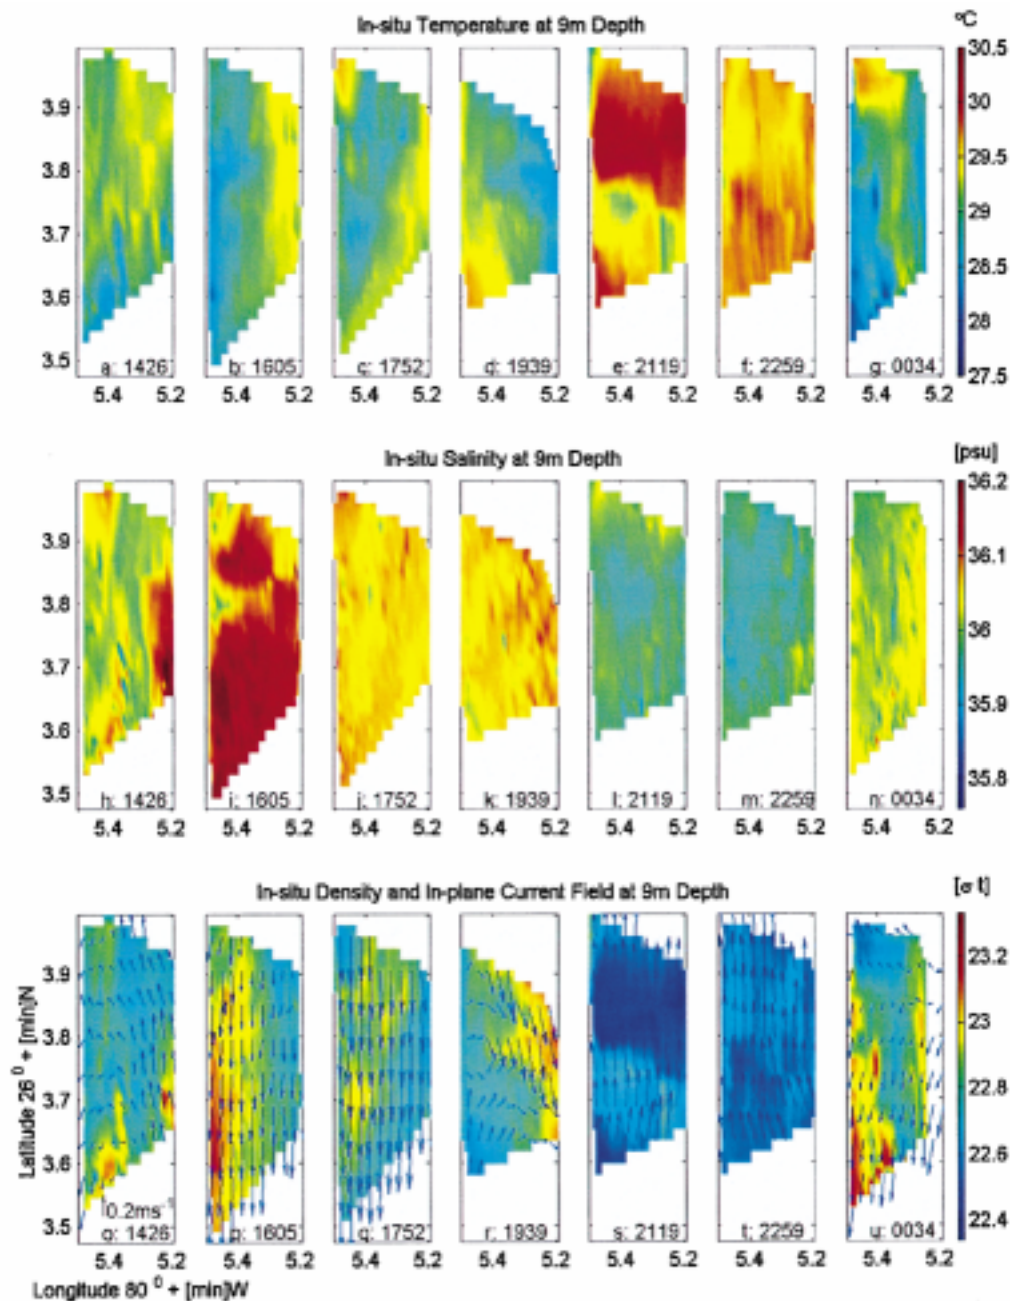 In-situ Temperature at 9m Depth
ºC
3.9
3.8
3.7
3.6
3.5
a: 1426
b: 1605
c: 1752
d: 1939
e: 2119
f: 2259
g: 0034
5.4 5.2 5.4 5.2 5.4 5.2 5.4 5.2 5.4 5.2 5.4 5.2 5.4 5.2
30.5
30
29.5
29
28.5
28
27.5
In-situ Salinity at 9m Depth
[psu]
3.9
3.8
3.7
3.6
3.5
h: 1426
i: 1605
j: 1752
k: 1939
l: 2119
m: 2259
n: 0034
5.4 5.2 5.4 5.2 5.4 5.2 5.4 5.2 5.4 5.2 5.4 5.2 5.4 5.2
36.2
36.1
36
35.9
35.8
In-situ Density and In-plane Current Field at 9m Depth
[σ t]
Latitude 26⁰ + [min]N
3.9
3.8
3.7
3.6
3.5
0.2ms⁻¹
o: 1426
p: 1605
q: 1752
r: 1939
s: 2119
t: 2259
u: 0034
5.4 5.2 5.4 5.2 5.4 5.2 5.4 5.2 5.4 5.2 5.4 5.2 5.4 5.2
23.2
23
22.8
22.6
22.4
Longitude 80⁰ + [min]W